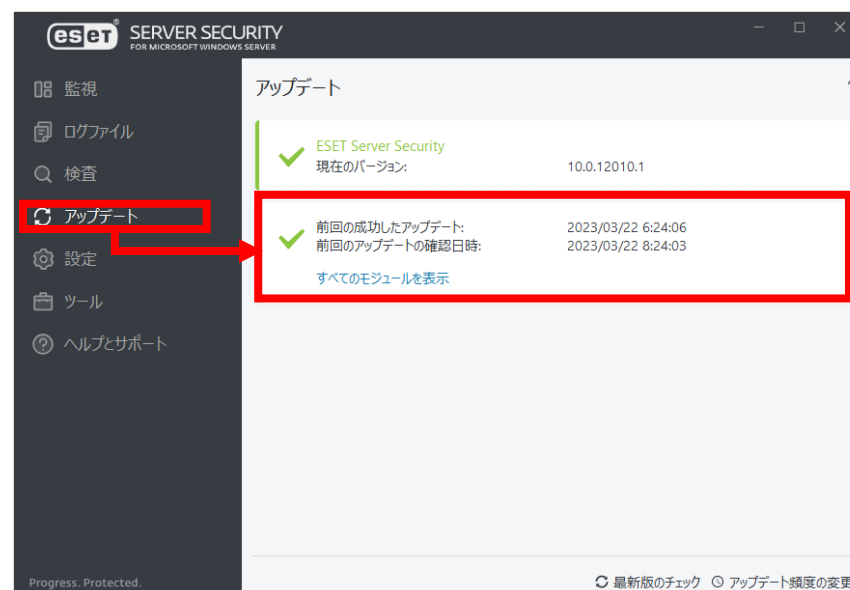 eset SERVER SECURITY
FOR MICROSOFT WINDOWS SERVER
監視
ログファイル
検査
アップデート
設定
ツール
ヘルプとサポート
Progress. Protected.
アップデート
ESET Server Security
現在のバージョン: 10.0.12010.1
前回の成功したアップデート: 2023/03/22 6:24:06
前回のアップデートの確認日時: 2023/03/22 8:24:03
すべてのモジュールを表示
最新版のチェック アップデート頻度の変更